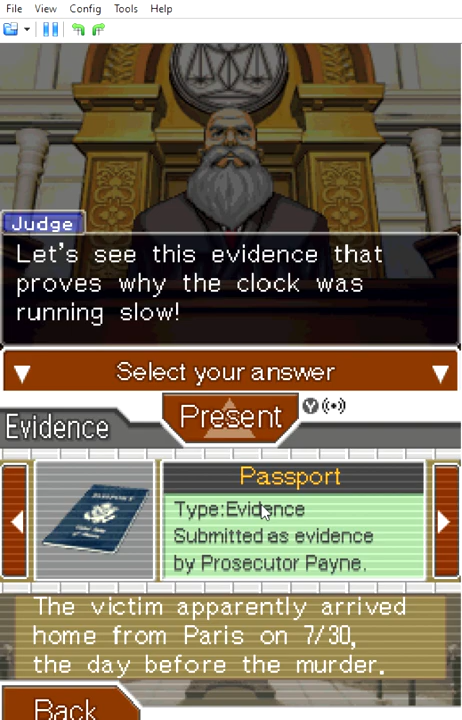 File View Config Tools Help
Judge
Let's see this evidence that
proves why the clock was
running slow!
Select your answer
Present
Y
Evidence
Passport
PASSPORT
Type:Evidence
Submitted as evidence
by Prosecutor Payne.
The victim apparently arrived
home from Paris on 7/30,
the day before the murder.
Back